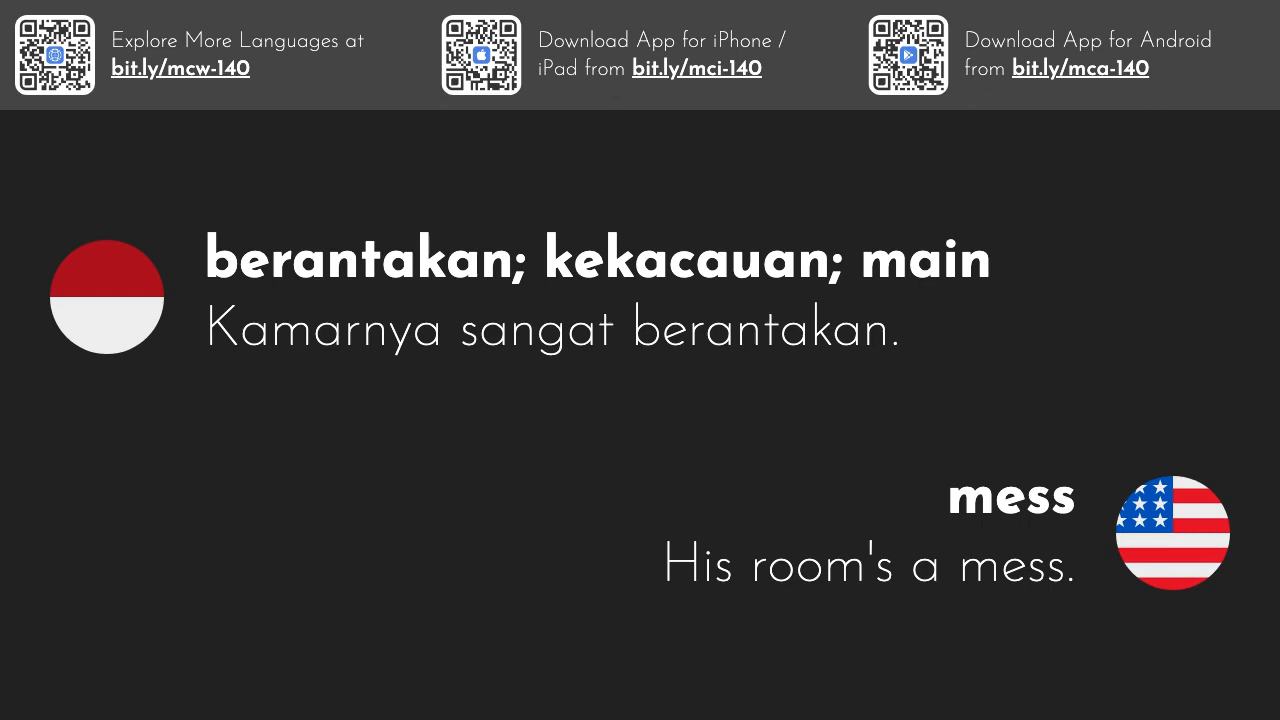 Explore More Languages at
bit.ly/mcw-140
Download App for iPhone /
iPad from bit.ly/mci-140
Download App for Android
from bit.ly/mca-140
berantakan; kekacauan; main
Kamarnya sangat berantakan.
mess
His room's a mess.